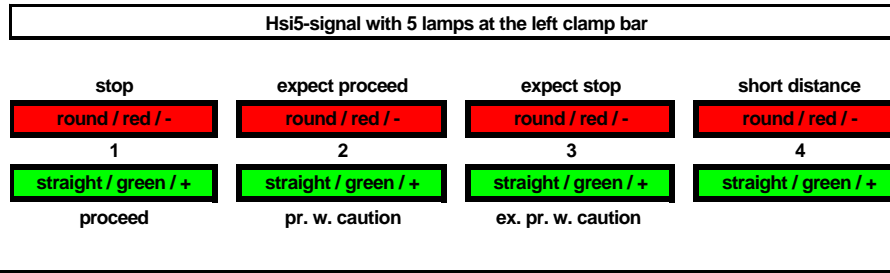 Hsi5-signal with 5 lamps at the left clamp bar
stop expect proceed expect stop short distance
round / red / - round / red / - round / red / - round / red / -
1 2 3 4
straight / green / + straight / green / + straight / green / + straight / green / +
proceed pr. w. caution ex. pr. w. caution